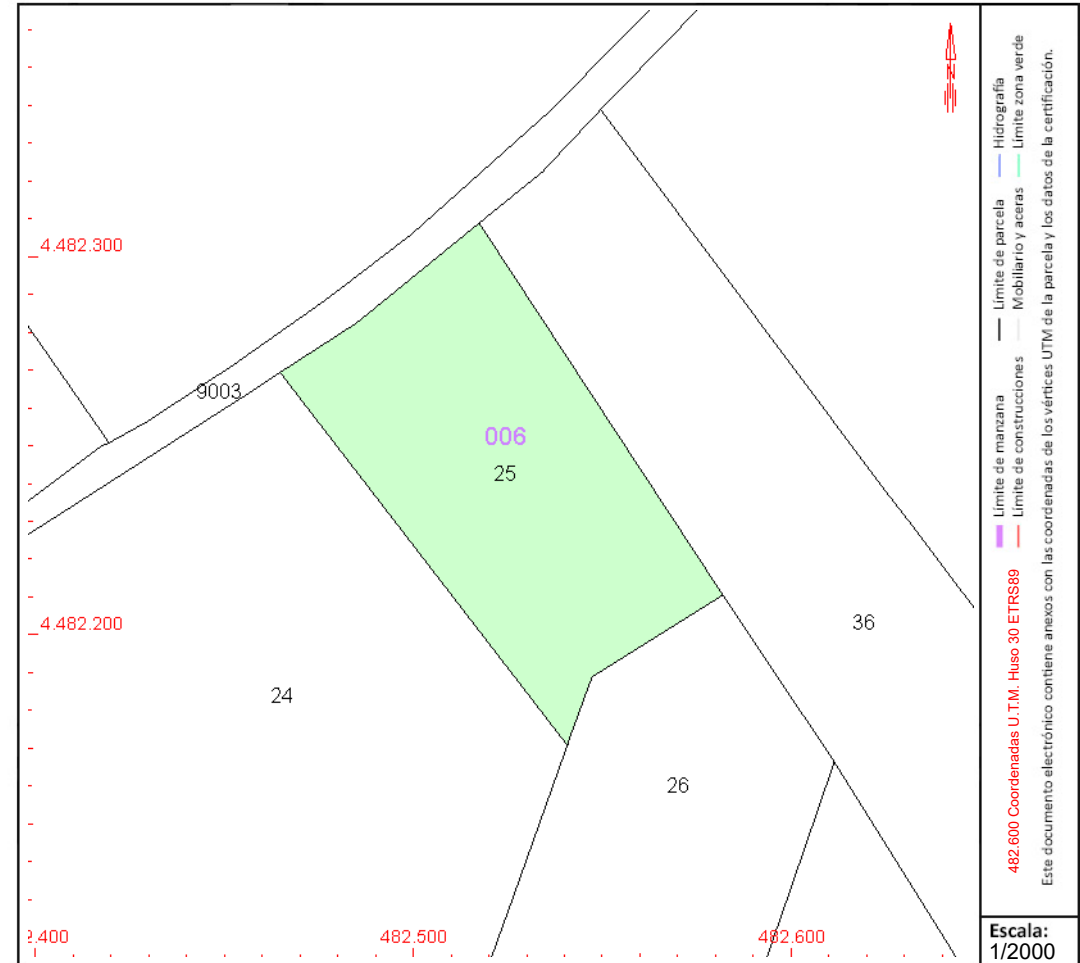 4.482.300
9003
006
25
4.482.200
36
24
26
2.400
482.500
482.600
N
Límite de manzana
Límite de parcela
Hidrografía
482.600 Coordenadas U.T.M. Huso 30 ETRS89
Límite de construcciones
Mobiliario y aceras
Límite zona verde
Este documento electrónico contiene anexos con las coordenadas de los vértices UTM de la parcela y los datos de la certificación.
Escala:
1/2000